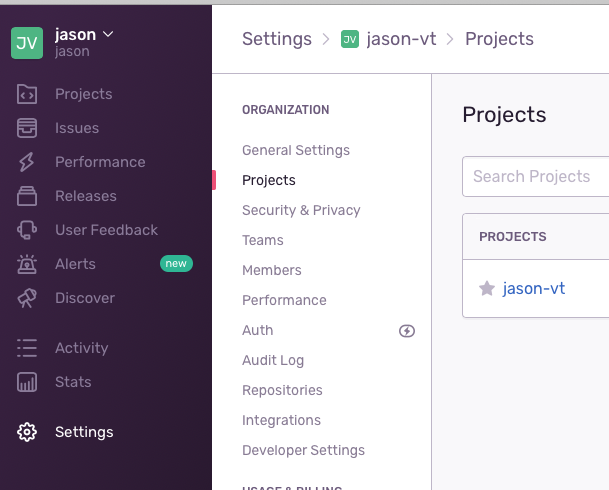 JV jason
jason
Projects
Issues
Performance
Releases
User Feedback
Alerts new
Discover
Activity
Stats
Settings
Settings > JV jason-vt > Projects
ORGANIZATION
General Settings
Projects
Security & Privacy
Teams
Members
Performance
Auth
Audit Log
Repositories
Integrations
Developer Settings
USAGE & BILLING
Projects
Search Projects
PROJECTS
jason-vt